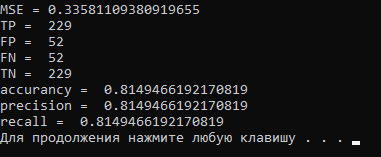 MSE = 0.33581109380919655
TP =  229
FP =  52
FN =  52
TN =  229
accurancy =  0.8149466192170819
precision =  0.8149466192170819
recall =  0.8149466192170819
Для продолжения нажмите любую клавишу . . .